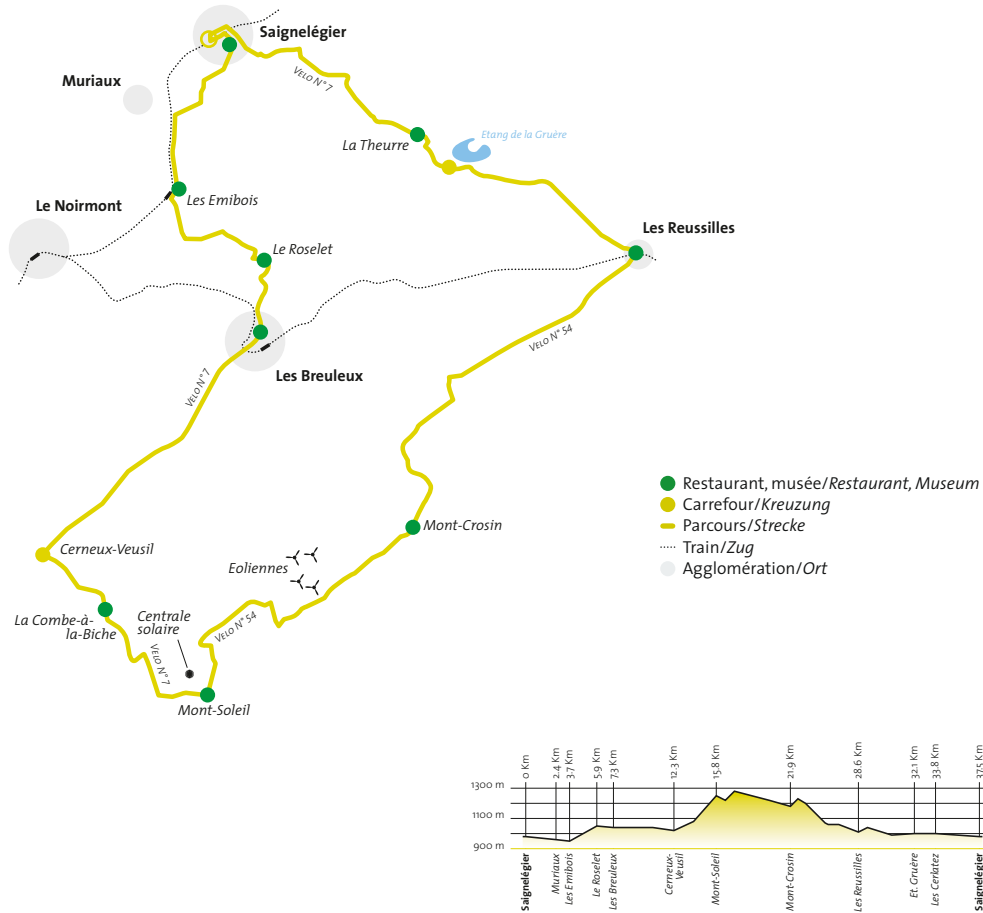 Saignelégier
Muriaux
VELO N° 7
La Theurre
Etang de la Gruère
Les Emibois
Le Noirmont
Les Reussilles
Le Roselet
VELO N° 54
Les Breuleux
VELO N° 7
Restaurant, musée/Restaurant, Museum
Carrefour/Kreuzung
Parcours/Strecke
Train/Zug
Agglomération/Ort
Mont-Crosin
Cerneux-Veusil
Eoliennes
La Combe-à-
la-Biche
Centrale
solaire
VELO N° 54
VELO N° 7
Mont-Soleil
0 Km
2.4 Km
3.7 Km
5.9 Km
7.3 Km
12.3 Km
15.8 Km
21.9 Km
28.6 Km
32.1 Km
33.8 Km
37.5 Km
1300 m
1100 m
900 m
Saignelégier
Muriaux
Les Emibois
Le Roselet
Les Breuleux
Cerneux-
Veusil
Mont-Soleil
Mont-Crosin
Les Reussilles
Et. Gruère
Les Cerlatez
Saignelégier